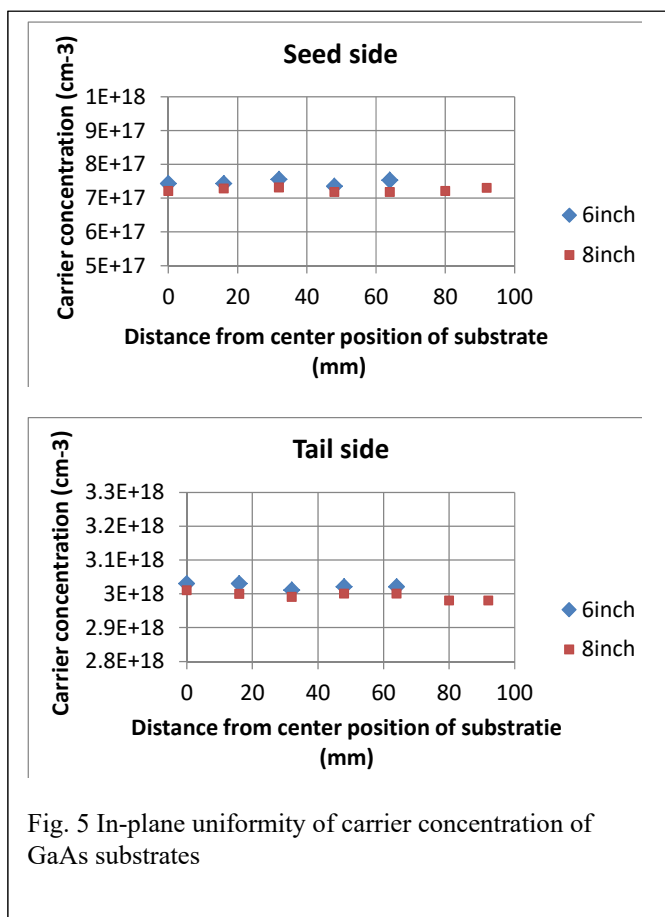 Seed side
Carrier concentration (cm-3)
1E+18
9E+17
8E+17
7E+17
6E+17
5E+17
0 20 40 60 80 100
6inch
8inch
Distance from center position of substrate
(mm)
Tail side
Carrier concentration (cm-3)
3.3E+18
3.2E+18
3.1E+18
3E+18
2.9E+18
2.8E+18
0 20 40 60 80 100
6inch
8inch
Distance from center position of substratie
(mm)
Fig. 5 In-plane uniformity of carrier concentration of
GaAs substrates